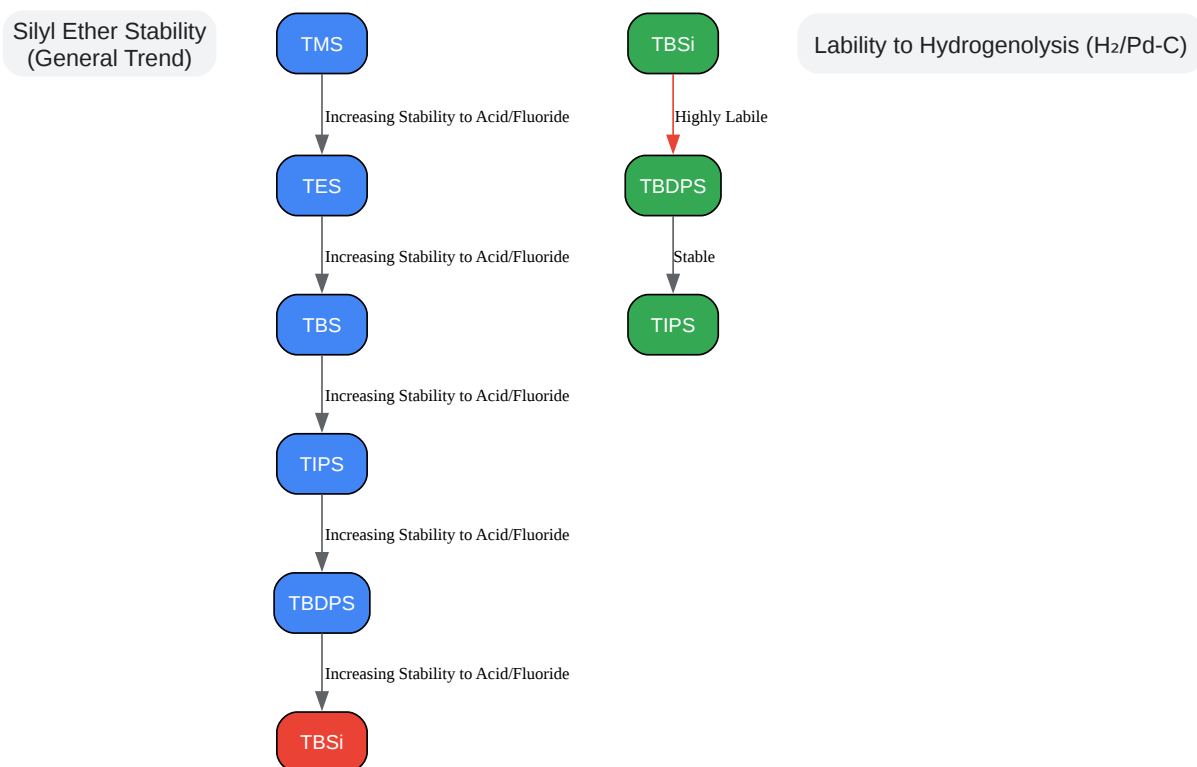 Silyl Ether Stability
(General Trend)
TMS
Increasing Stability to Acid/Fluoride
TES
Increasing Stability to Acid/Fluoride
TBS
Increasing Stability to Acid/Fluoride
TIPS
Increasing Stability to Acid/Fluoride
TBDPS
Increasing Stability to Acid/Fluoride
TBSi
TBSi
Highly Labile
TBDPS
Stable
TIPS
Lability to Hydrogenolysis (H₂/Pd-C)